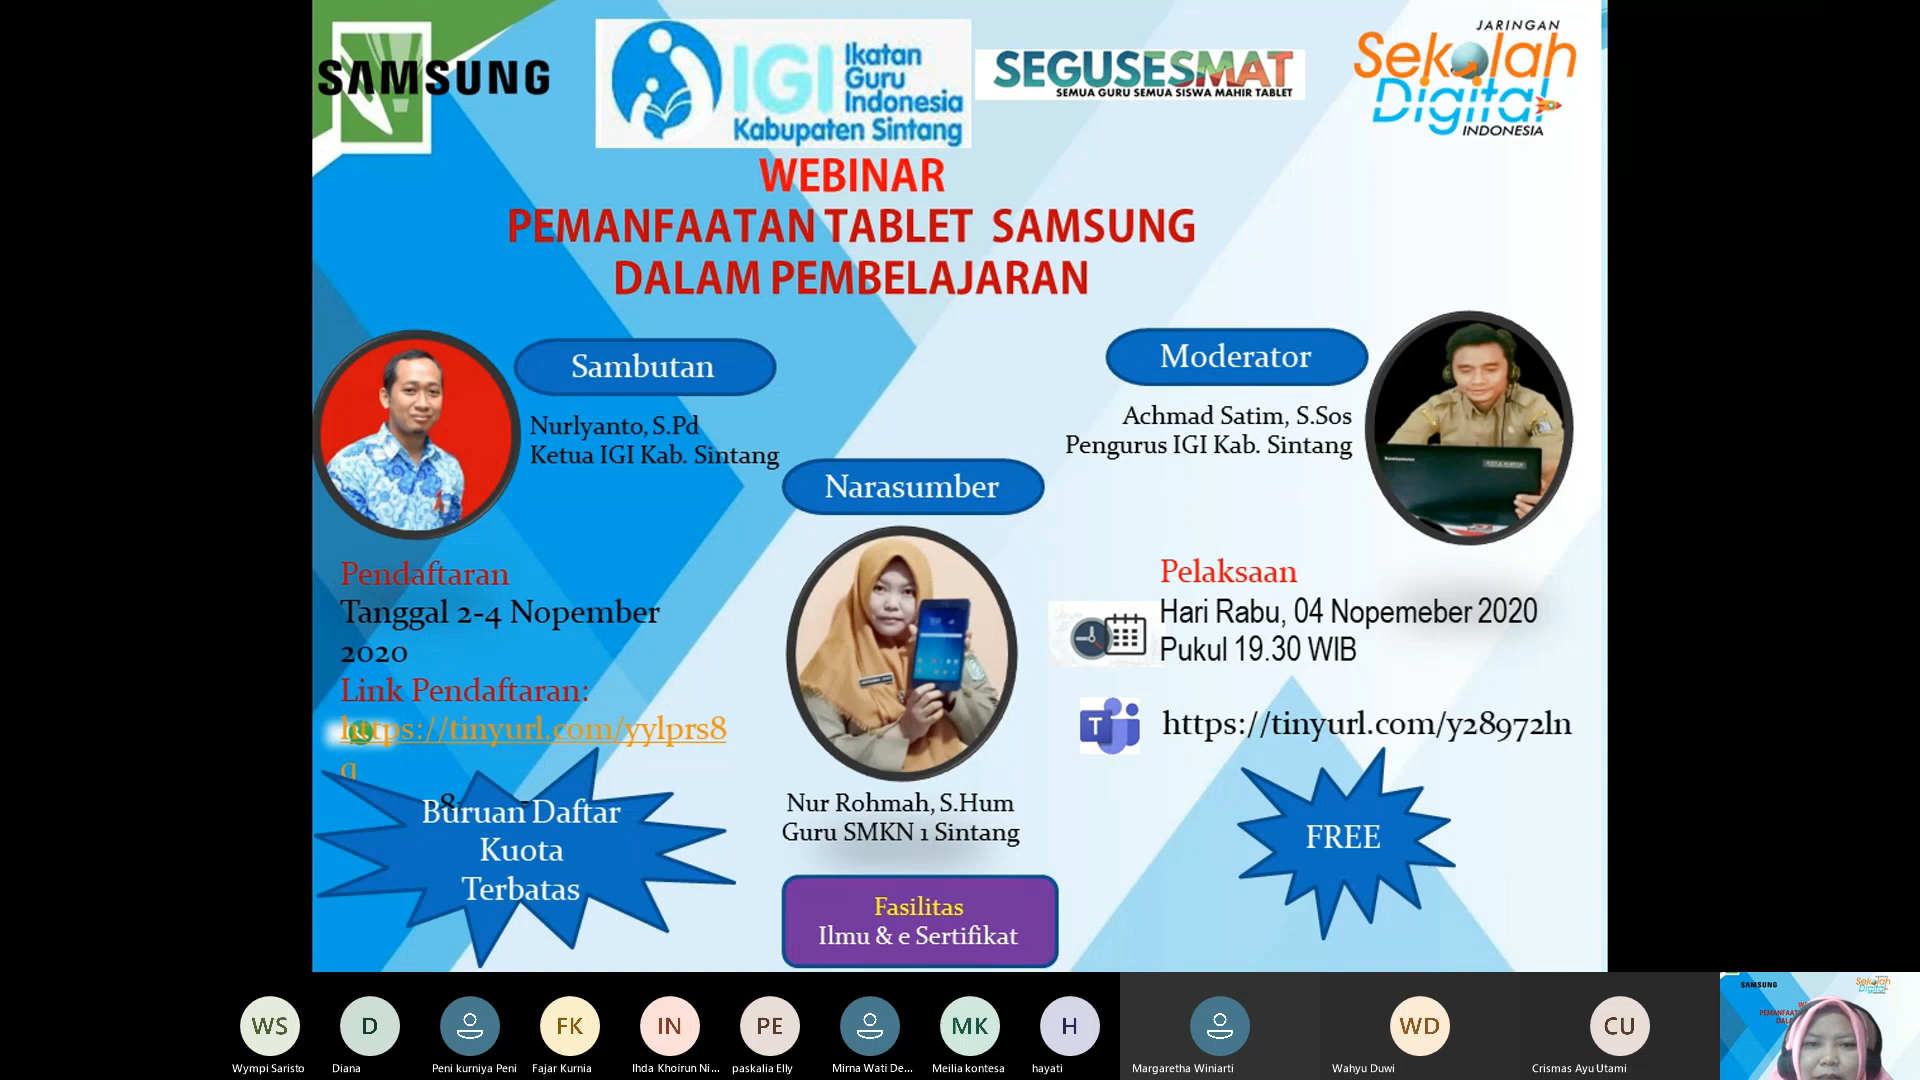 SAMSUNG
IGI Ikatan
Guru
Indonesia
Kabupaten Sintang
SEGUSESMAT
SEMUA GURU SEMUA SISWA MAHIR TABLET
JARINGAN
Sekolah
Digital
INDONESIA
WEBINAR
PEMANFAATAN TABLET SAMSUNG
DALAM PEMBELAJARAN
Sambutan
Nurlyanto, S.Pd
Ketua IGI Kab. Sintang
Moderator
Achmad Satim, S.Sos
Pengurus IGI Kab. Sintang
Narasumber
Nur Rohmah, S.Hum
Guru SMKN 1 Sintang
Pendaftaran
Tanggal 2-4 Nopember
2020
Link Pendaftaran:
https://tinyurl.com/yylprs8
q
Buruan Daftar
Kuota
Terbatas
Pelaksaan
Hari Rabu, 04 Nopemeber 2020
Pukul 19.30 WIB
T
https://tinyurl.com/y28972ln
FREE
Fasilitas
Ilmu & e Sertifikat
WS
Wympi Saristo
D
Diana
Peni kurniya Peni
FK
Fajar Kurnia
IN
Ihda Khoirun Ni...
PE
paskalia Elly
Mirna Wati De...
MK
Meilia kontesa
H
hayati
Margaretha Winiarti
WD
Wahyu Duwi
CU
Crismas Ayu Utami
SAMSUNG
Sekolah
Digital